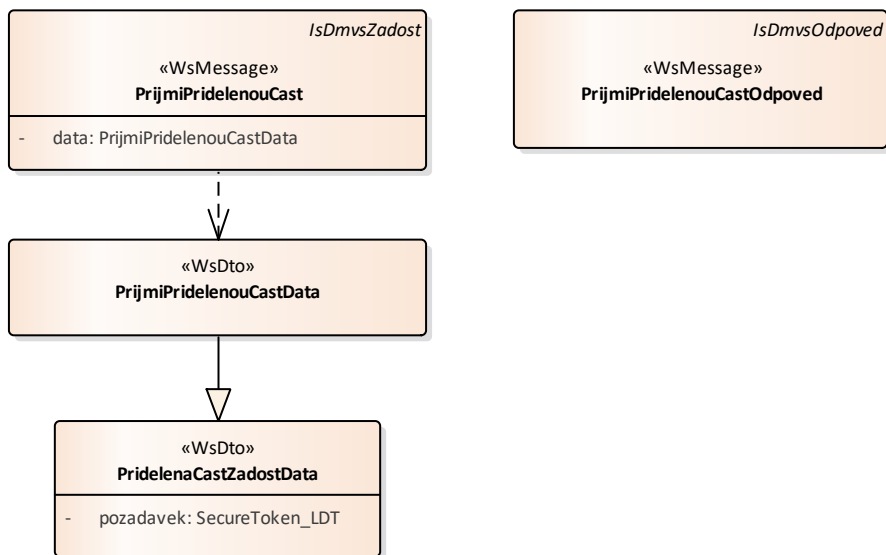 IsDmvsZadost
«WsMessage»
PrijmiPridelenouCast
- data: PrijmiPridelenouCastData
IsDmvsOdpoved
«WsMessage»
PrijmiPridelenouCastOdpoved
«WsDto»
PrijmiPridelenouCastData
«WsDto»
PridelenaCastZadostData
- pozadavek: SecureToken_LDT